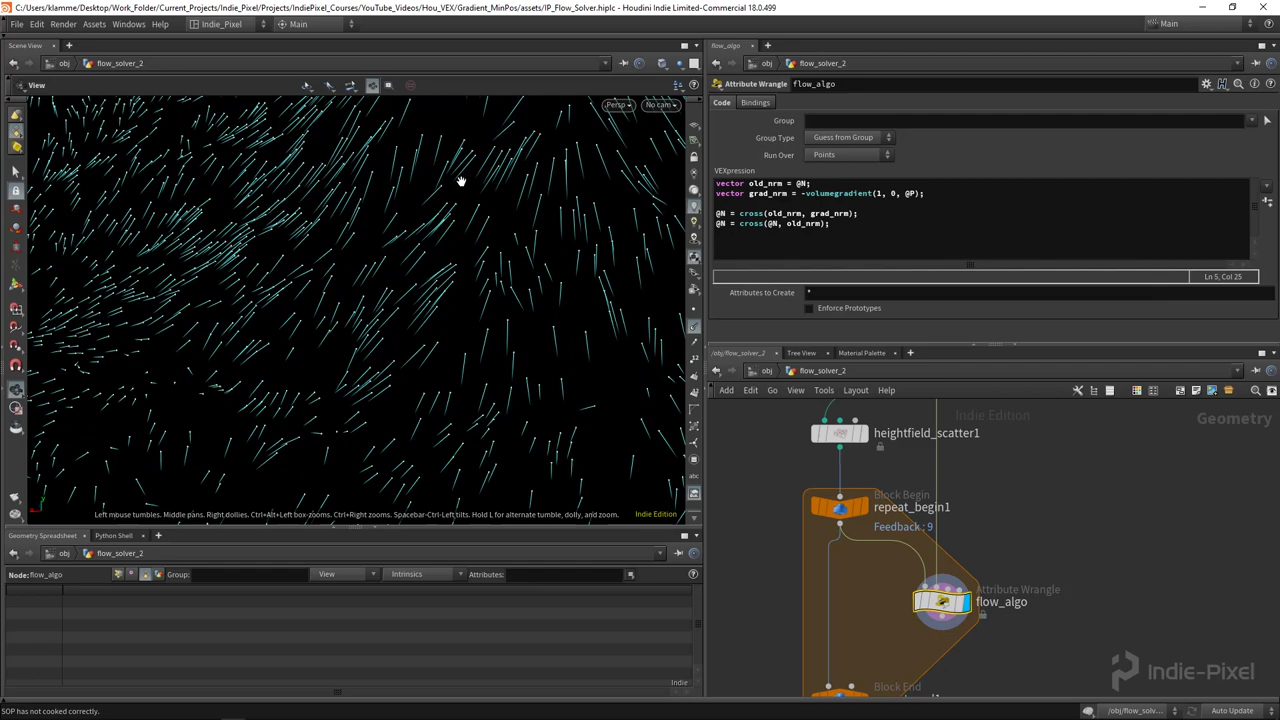 C:/Users/klamme/Desktop/Work_Folder/Current_Projects/Projects/IndiePixel_Courses/YouTube_Videos/Hou_VEX/Gradient_MinPos/assets/IP_Flow_Solver.hiplc - Houdini Indie Limited-Commercial 18.0.499
File Edit Render Assets Windows Help Indie_Pixel Main Main
Scene View
obj flow_solver_2
View
Persp No cam
Left mouse tumbles. Middle pans. Right dollies. Ctrl+Alt+Left box-zooms. Ctrl+Right zooms. Spacebar-Ctrl-Left tilts. Hold L for alternate tumble, dolly, and zoom.
Indie Edition
Geometry Spreadsheet Python Shell
obj flow_solver_2
Node: flow_algo Group: View Intrinsics Attributes:
Indie
SOP has not cooked correctly.
flow_algo
obj flow_solver_2
Attribute Wrangle flow_algo
Code Bindings
Group
Group Type Guess from Group
Run Over Points
VEXpression
vector old_nrm = @N;
vector grad_nrm = -volumegradient(1, 0, @P);
@N = cross(old_nrm, grad_nrm);
@N = cross(@N, old_nrm);
Ln 5, Col 25
Attributes to Create *
Enforce Prototypes
/obj/flow_solver_2 Tree View Material Palette
obj flow_solver_2
Add Edit Go View Tools Layout Help
Indie Edition
Geometry
heightfield_scatter1
Block Begin
repeat_begin1
Feedback : 9
Attribute Wrangle
flow_algo
Block End
Indie-Pixel
/obj/flow_solv... Auto Update